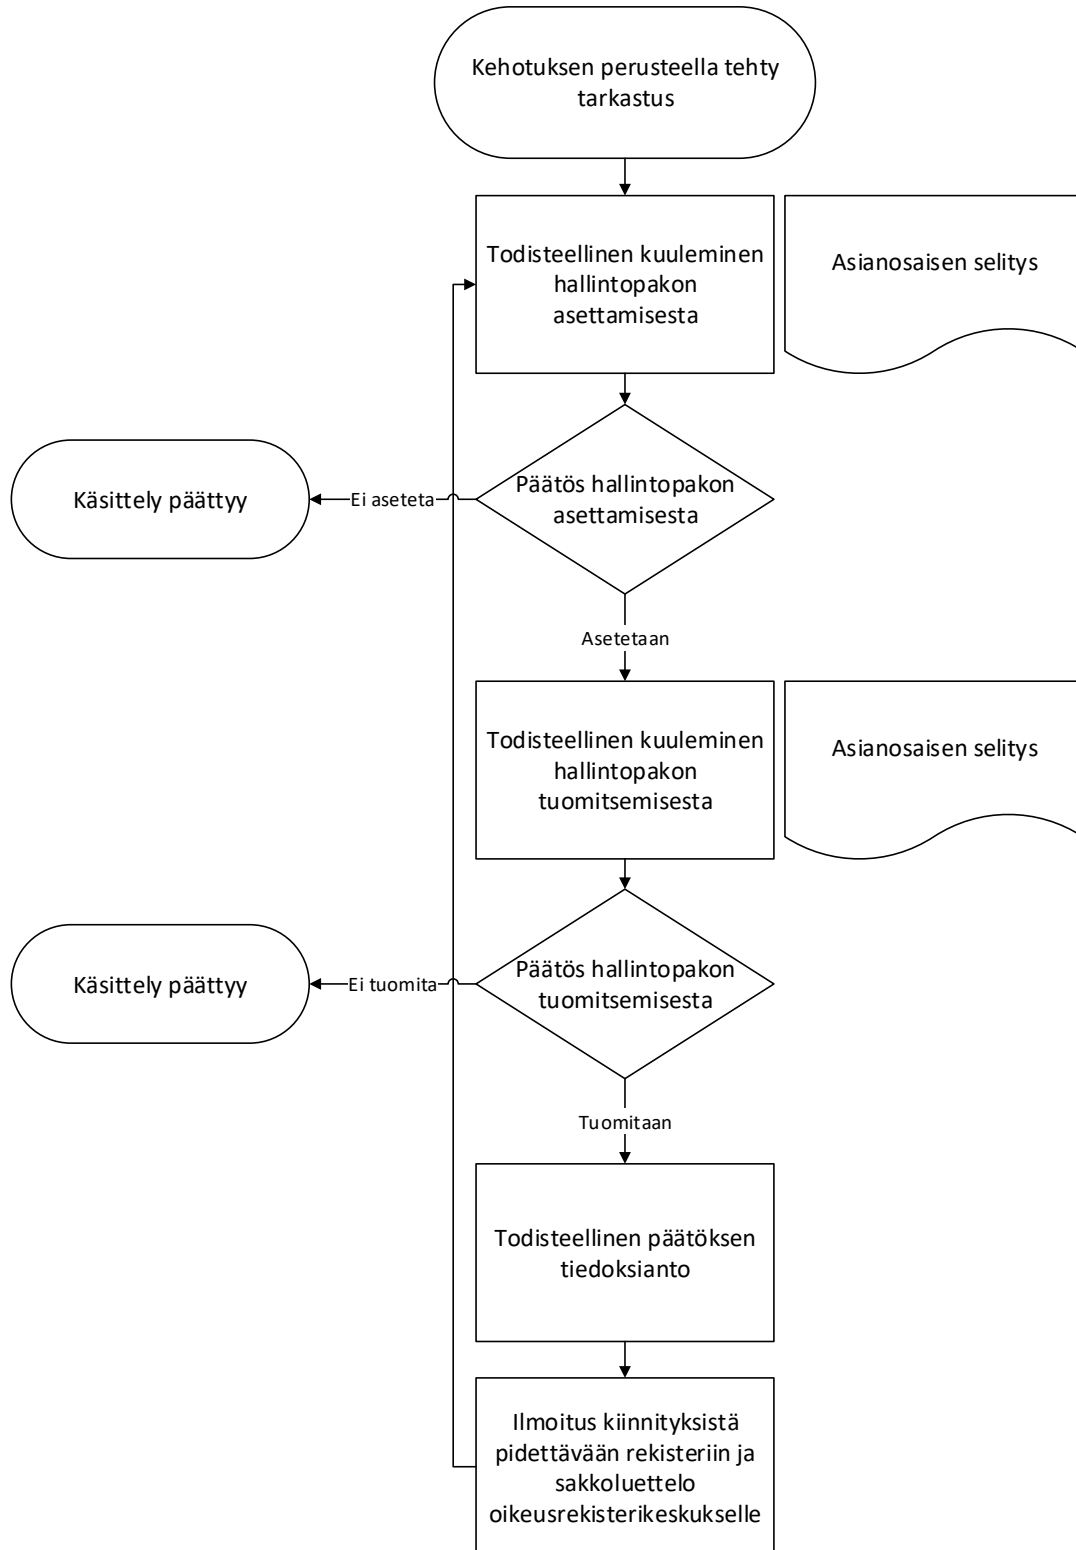 Kehotuksen perusteella tehty
tarkastus
Todisteellinen kuuleminen
hallintopakon
asettamisesta
Asianosaisen selitys
Päätös hallintopakon
asettamisesta
Ei aseteta
Käsittely päättyy
Asetetaan
Todisteellinen kuuleminen
hallintopakon
tuomitsemisesta
Asianosaisen selitys
Päätös hallintopakon
tuomitsemisesta
Ei tuomita
Käsittely päättyy
Tuomitaan
Todisteellinen päätöksen
tiedoksianto
Ilmoitus kiinnityksistä
pidettävään rekisteriin ja
sakkoluettelo
oikeusrekisterikeskukselle